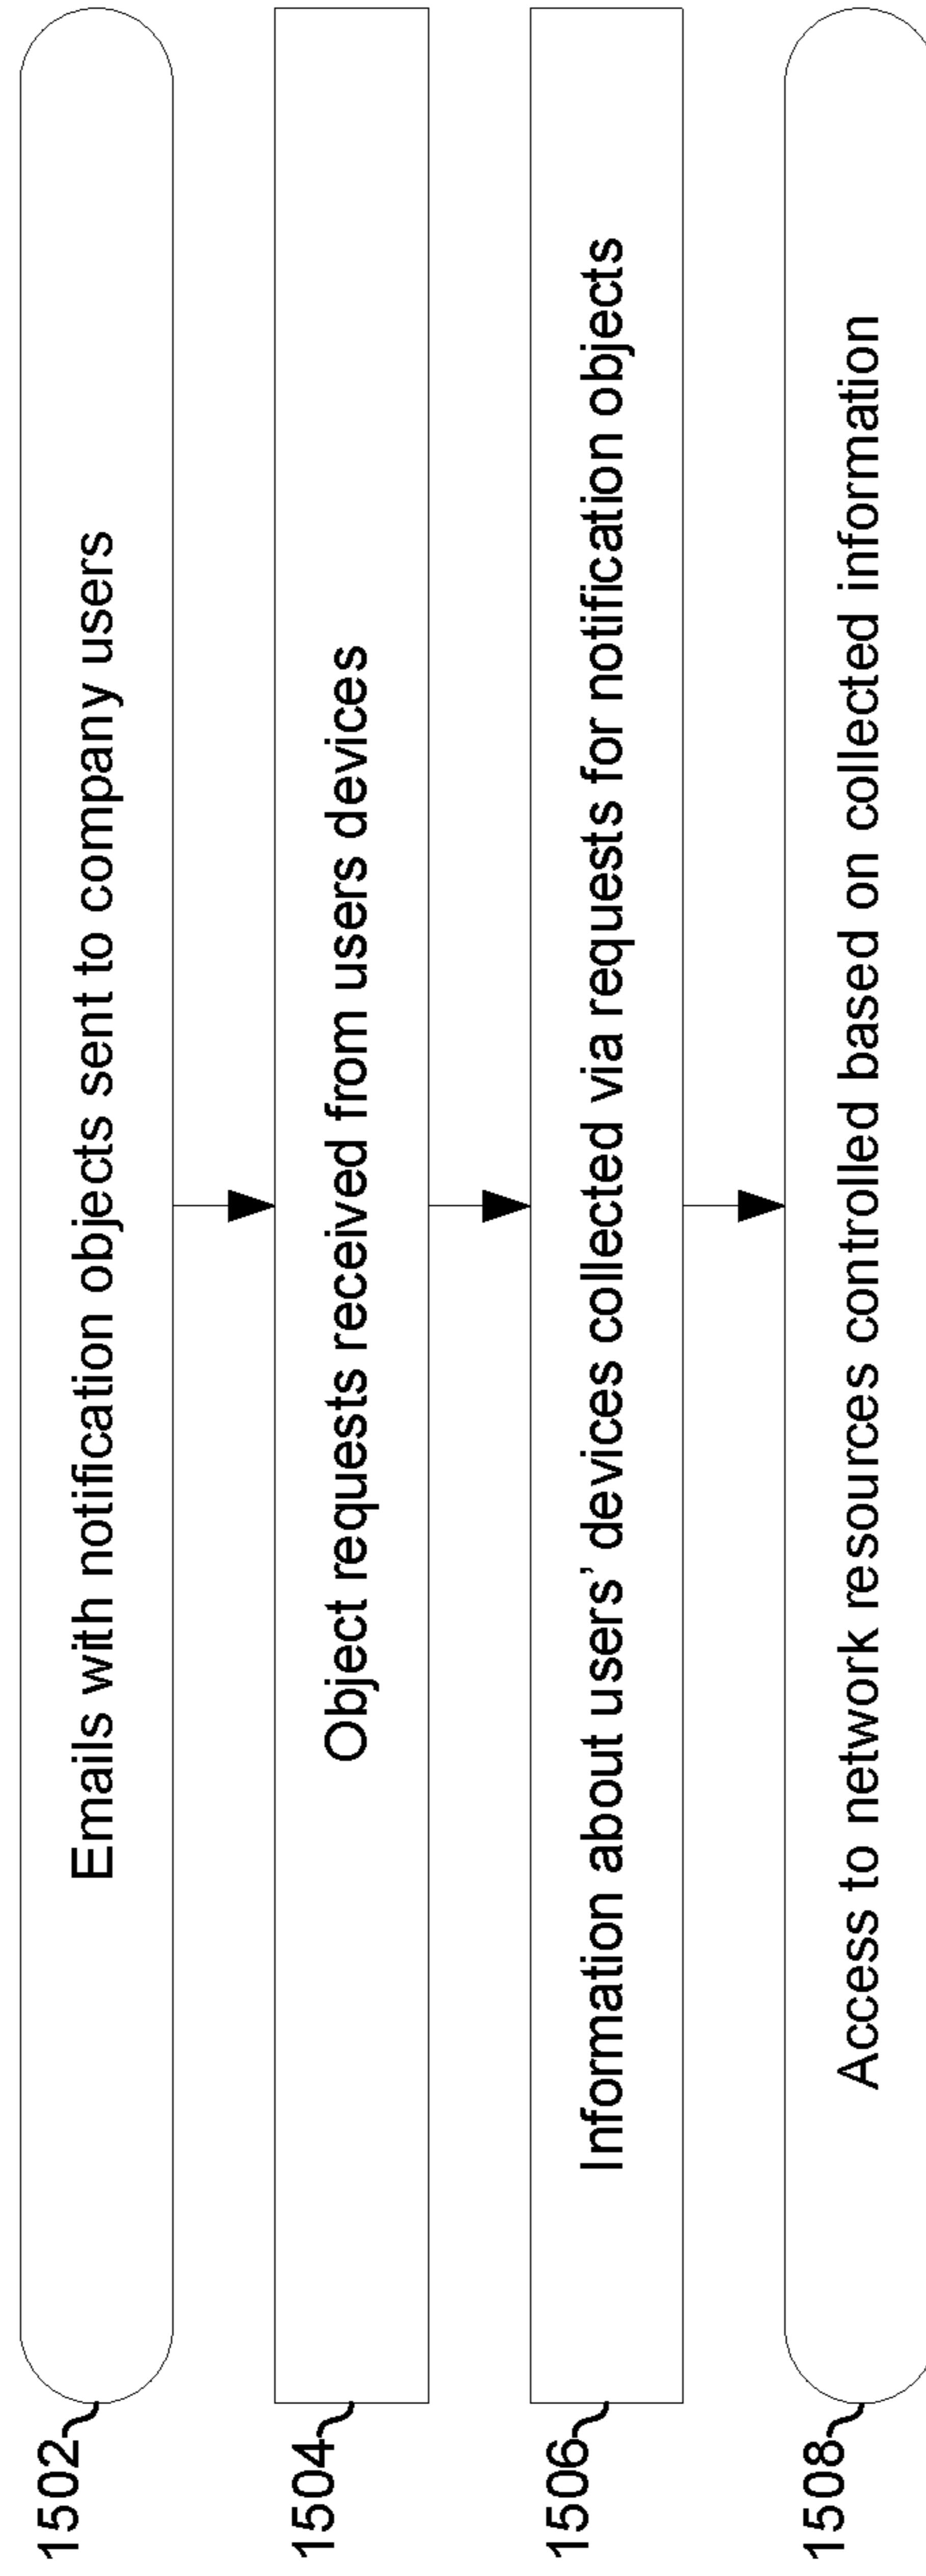 1502
Emails with notification objects sent to company users
1504
Object requests received from users devices
1506
Information about users' devices collected via requests for notification objects
1508
Access to network resources controlled based on collected information